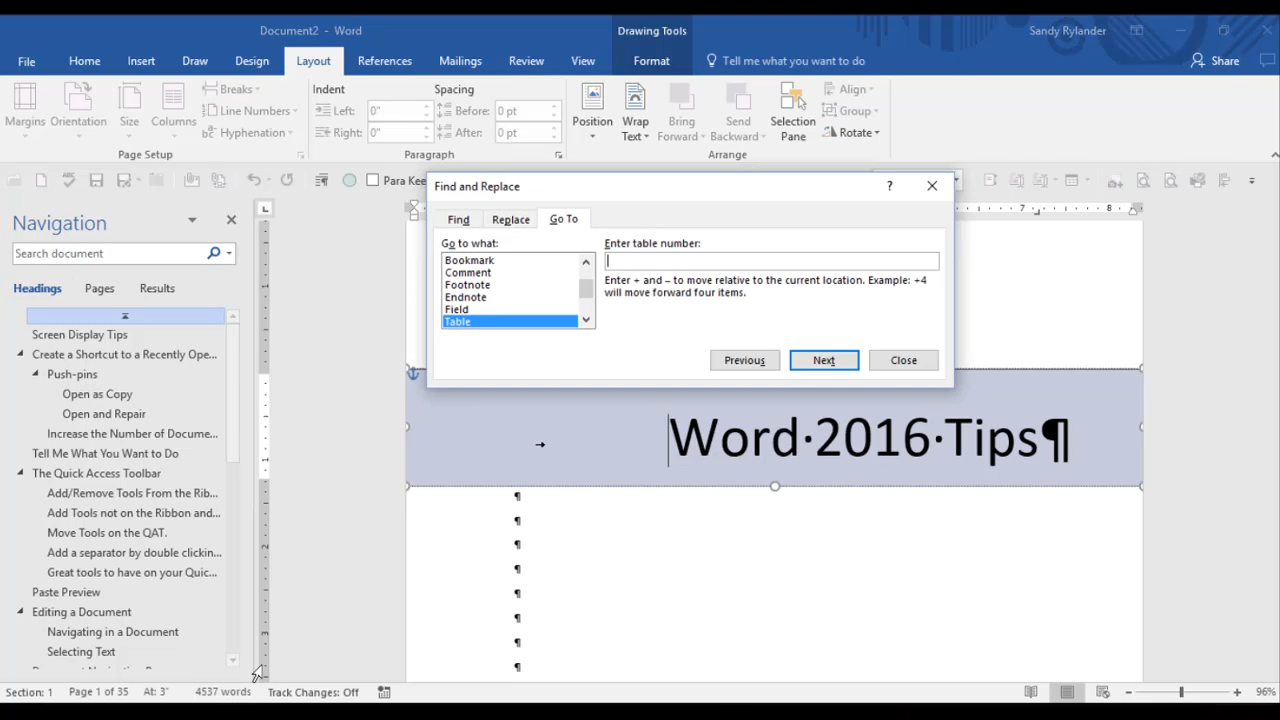 Document2 - Word
Drawing Tools
Sandy Rylander
File Home Insert Draw Design Layout References Mailings Review View Format Tell me what you want to do Share
Margins Orientation Size Columns
Breaks
Line Numbers
Hyphenation
Page Setup
Indent Spacing
Left: 0" Before: 0 pt
Right: 0" After: 0 pt
Paragraph
Position Wrap Text Bring Forward Send Backward Selection Pane
Align
Group
Rotate
Arrange
Para Kee
Navigation
Search document
Headings Pages Results
Screen Display Tips
Create a Shortcut to a Recently Ope...
Push-pins
Open as Copy
Open and Repair
Increase the Number of Docume...
Tell Me What You Want to Do
The Quick Access Toolbar
Add/Remove Tools From the Rib...
Add Tools not on the Ribbon and...
Move Tools on the QAT.
Add a separator by double clickin...
Great tools to have on your Quic...
Paste Preview
Editing a Document
Navigating in a Document
Selecting Text
Find and Replace ?
Find Replace Go To
Go to what:
Bookmark
Comment
Footnote
Endnote
Field
Table
Enter table number:
Enter + and – to move relative to the current location. Example: +4
will move forward four items.
Previous Next Close
7 8
1
1
2
3
Word·2016·Tips¶
¶
¶
¶
¶
¶
¶
¶
¶
Section: 1 Page 1 of 35 At: 3" 4537 words Track Changes: Off 96%